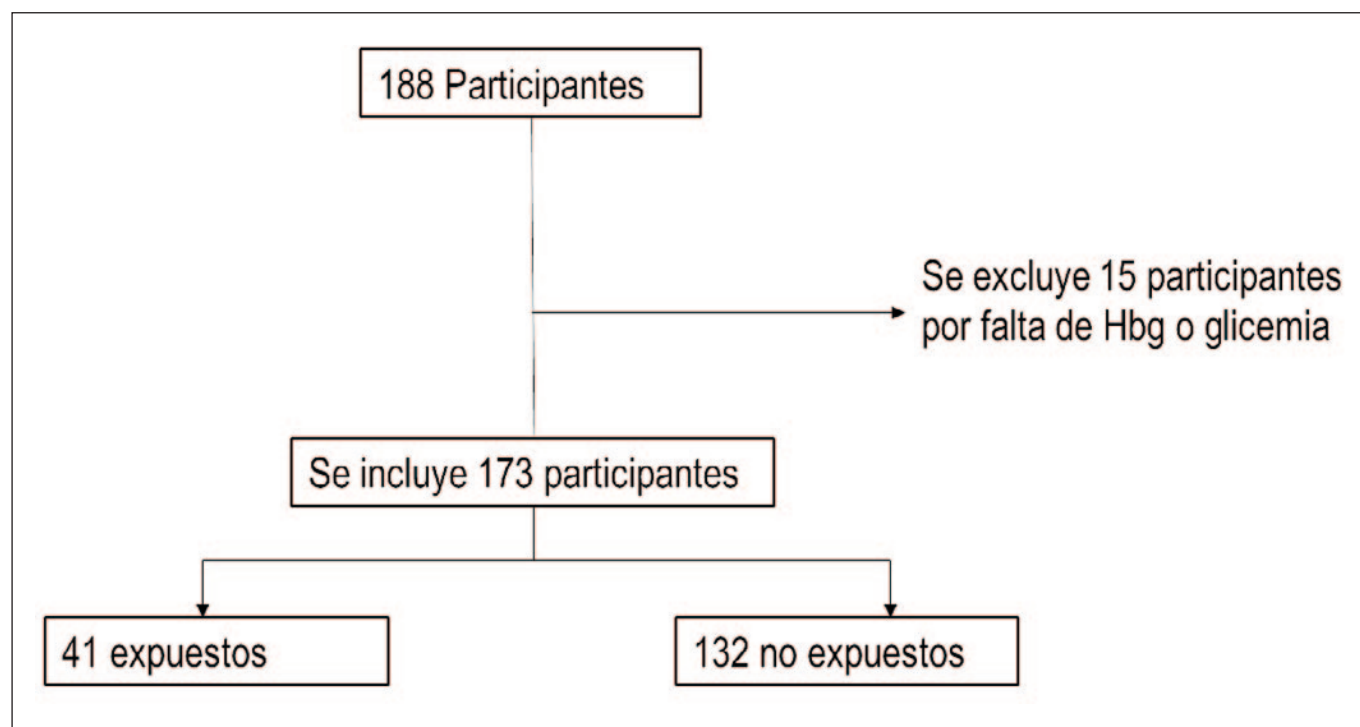 188 Participantes
Se excluye 15 participantes
por falta de Hbg o glicemia
Se incluye 173 participantes
41 expuestos
132 no expuestos